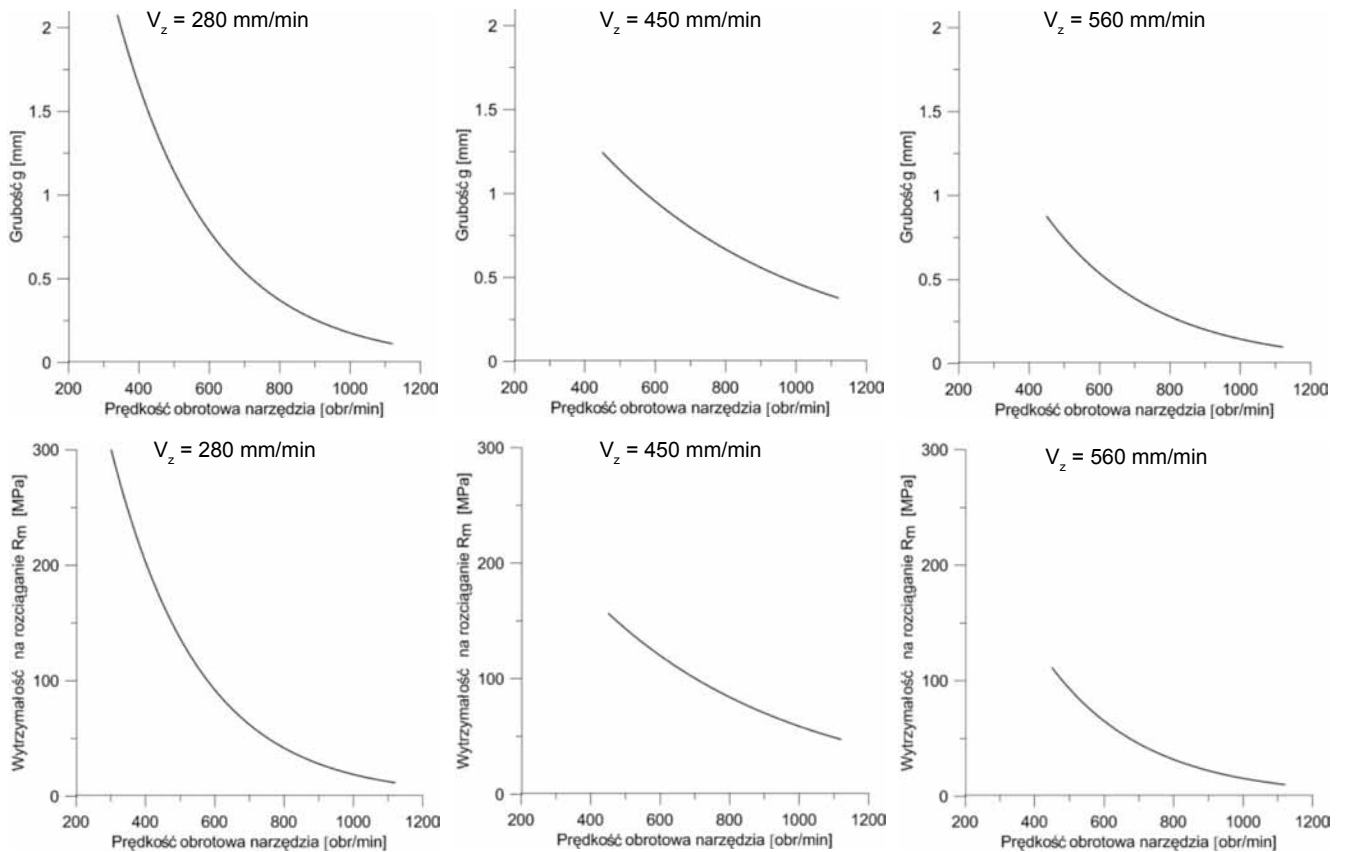 V_z = 280 mm/min
2
1.5
1
0.5
0
Grubość g [mm]
200 400 600 800 1000 1200
Prędkość obrotowa narzędzia [obr/min]
V_z = 450 mm/min
2
1.5
1
0.5
0
Grubość g [mm]
200 400 600 800 1000 1200
Prędkość obrotowa narzędzia [obr/min]
V_z = 560 mm/min
2
1.5
1
0.5
0
Grubość g [mm]
200 400 600 800 1000 1200
Prędkość obrotowa narzędzia [obr/min]
V_z = 280 mm/min
300
200
100
0
Wytrzymałość na rozciąganie Rm [MPa]
200 400 600 800 1000 1200
Prędkość obrotowa narzędzia [obr/min]
V_z = 450 mm/min
300
200
100
0
Wytrzymałość na rozciąganie Rm [MPa]
200 400 600 800 1000 1200
Prędkość obrotowa narzędzia [obr/min]
V_z = 560 mm/min
300
200
100
0
Wytrzymałość na rozciąganie Rm [MPa]
200 400 600 800 1000 1200
Prędkość obrotowa narzędzia [obr/min]